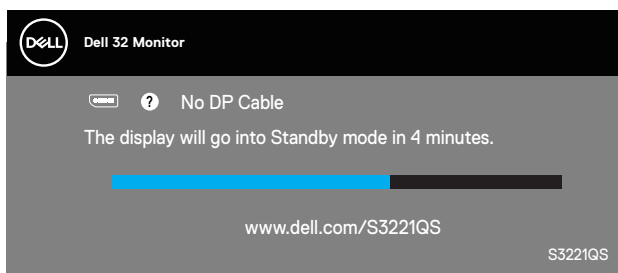 DELL
Dell 32 Monitor
? No DP Cable
The display will go into Standby mode in 4 minutes.
www.dell.com/S3221QS
S3221QS